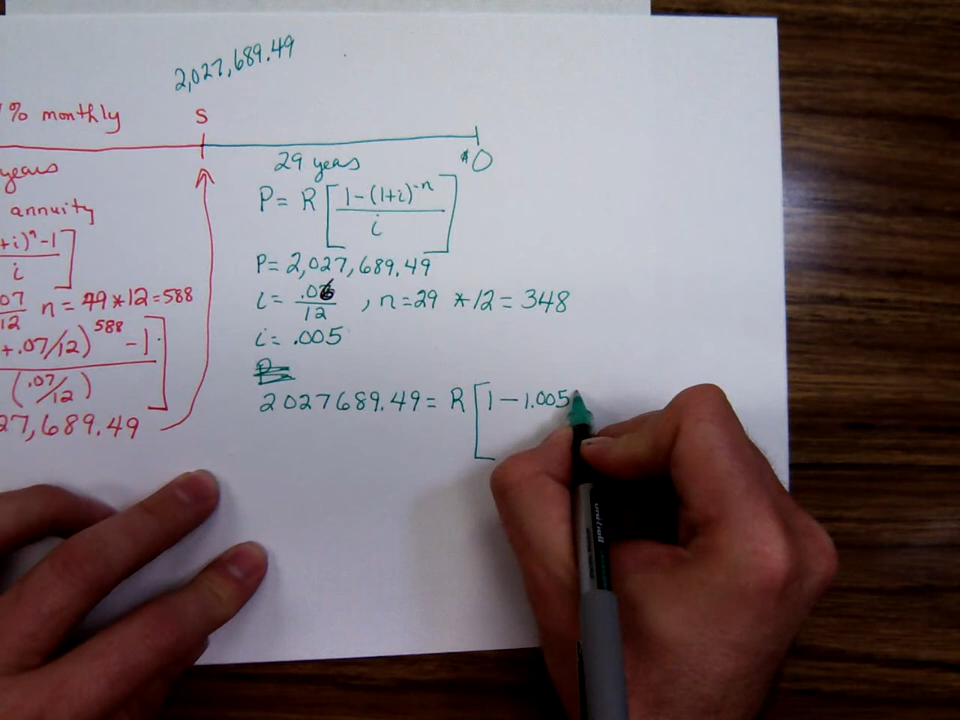 2,027,689.49
% monthly
S
years
29 years
$0
annuity
P = R [ 1-(1+i)^-n / i ]
+i)^n -1 ]
i
P = 2,027,689.49
07
12
n = 49 * 12 = 588
i = .06 / 12 , n = 29 * 12 = 348
+ .07/12)^588 - 1 ]
(.07/12)
i = .005
27,689.49
2027689.49 = R [ 1 - 1.005
uni-ball